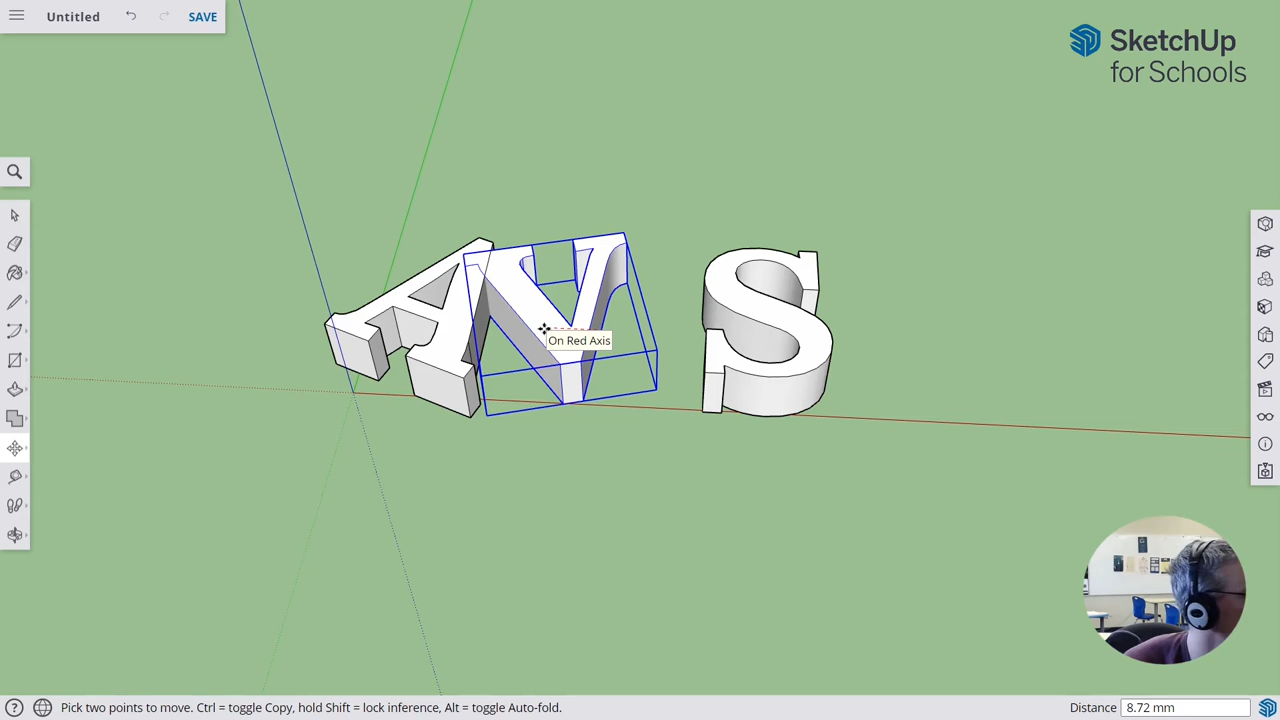 Untitled
SAVE
SketchUp
for Schools
A V S
On Red Axis
Pick two points to move. Ctrl = toggle Copy, hold Shift = lock inference, Alt = toggle Auto-fold.
Distance 8.72 mm